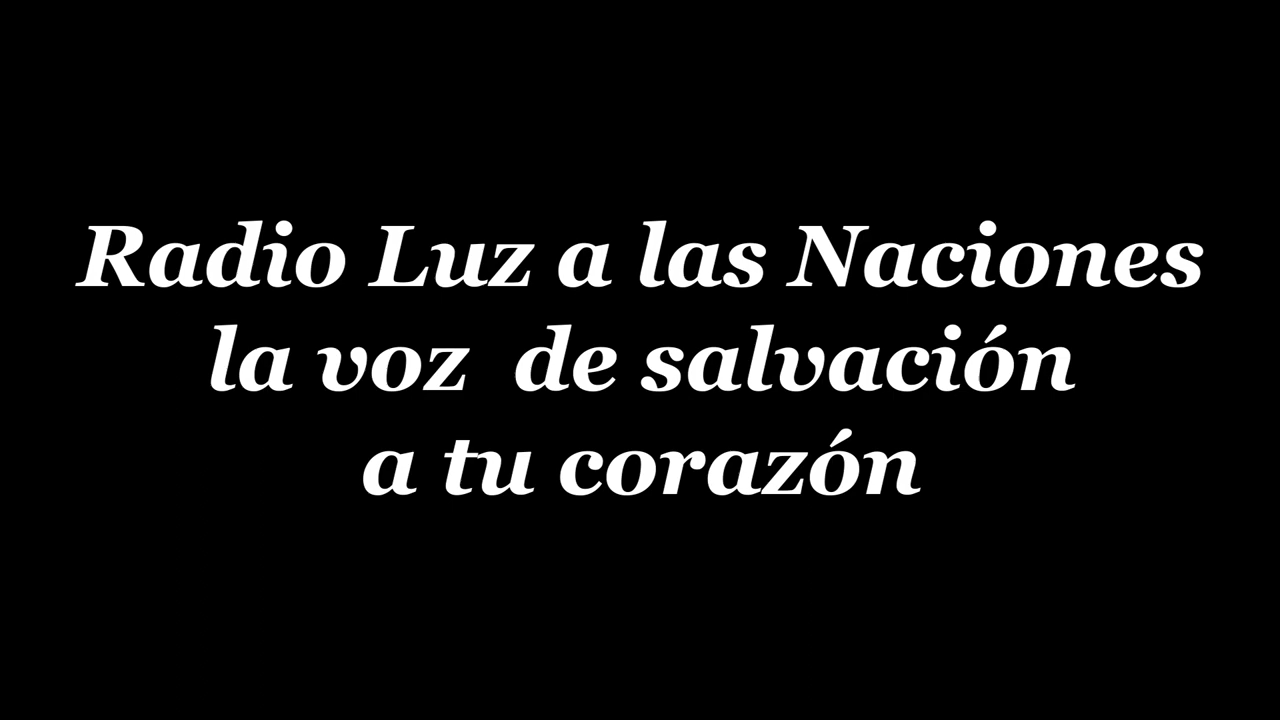 Radio Luz a las Naciones
la voz  de salvación
a tu corazón